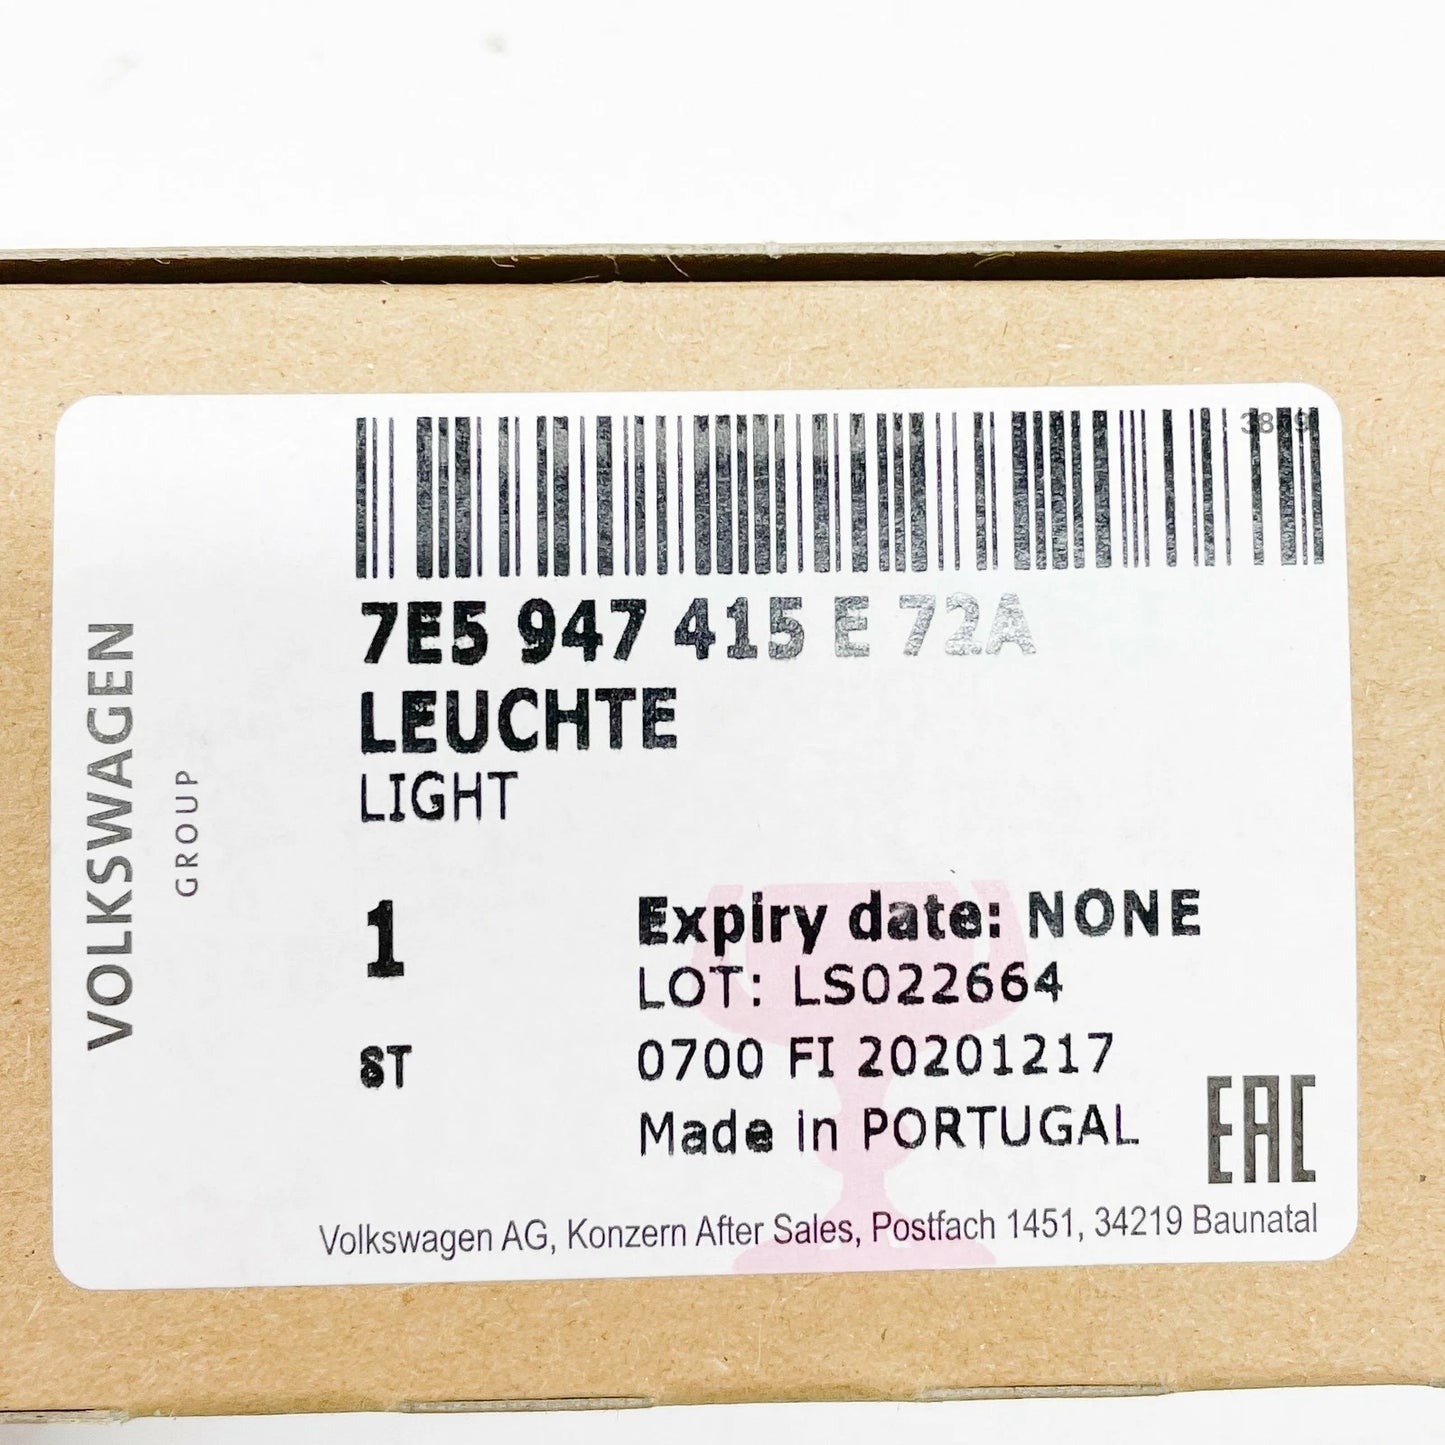 7E5 947 415 E 72A
LEUCHTE
LIGHT
VOLKSWAGEN
GROUP
1
ST
Expiry date: NONE
LOT: LS022664
0700 FI 20201217
Made in PORTUGAL
EAC
Volkswagen AG, Konzern After Sales, Postfach 1451, 34219 Baunatal